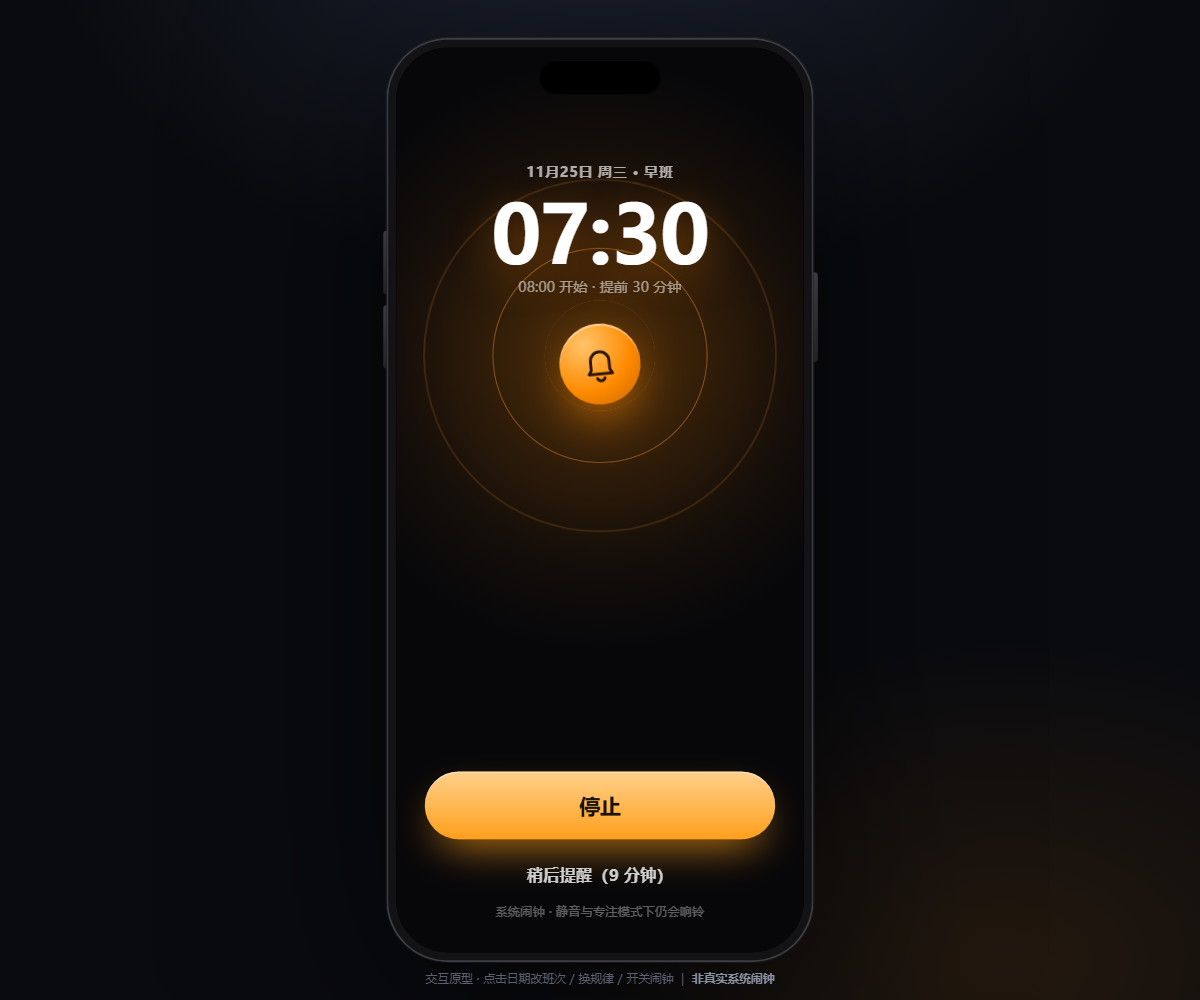 11月25日 周三 • 早班
07:30
08:00 开始 · 提前 30 分钟
停止
稍后提醒（9 分钟）
系统闹钟 · 静音与专注模式下仍会响铃
交互原型 · 点击日期改班次 / 换规律 / 开关闹钟 ｜ 非真实系统闹钟